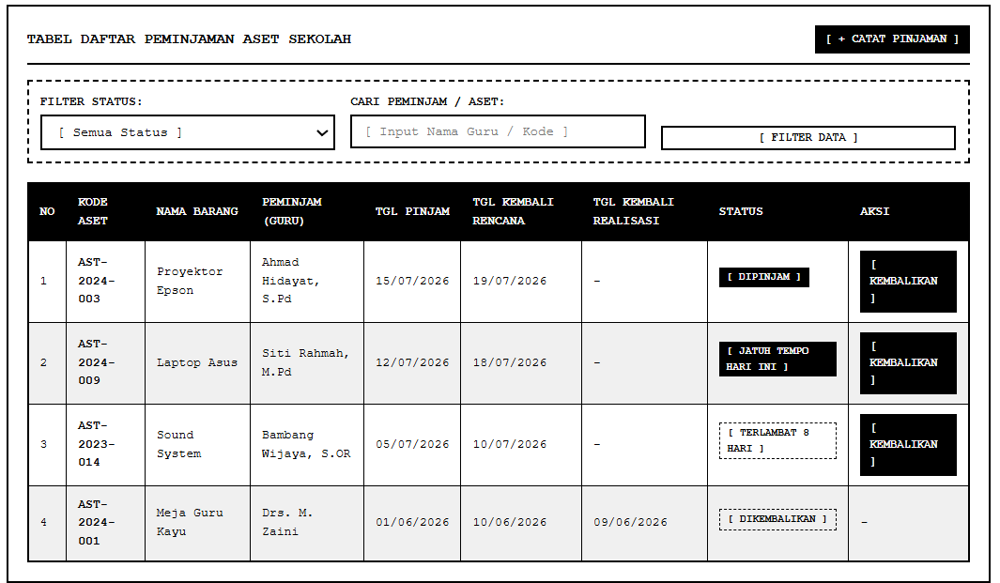 TABEL DAFTAR PEMINJAMAN ASET SEKOLAH
[ + CATAT PINJAMAN ]
FILTER STATUS:
CARI PEMINJAM / ASET:
[ Semua Status ]
[ Input Nama Guru / Kode ]
[ FILTER DATA ]
NO
KODE
ASET
NAMA BARANG
PEMINJAM
(GURU)
TGL PINJAM
TGL KEMBALI
RENCANA
TGL KEMBALI
REALISASI
STATUS
AKSI
1
AST-
2024-
003
Proyektor
Epson
Ahmad
Hidayat,
S.Pd
15/07/2026
19/07/2026
-
[ DIPINJAM ]
[
KEMBALIKAN
]
2
AST-
2024-
009
Laptop Asus
Siti Rahmah,
M.Pd
12/07/2026
18/07/2026
-
[ JATUH TEMPO
HARI INI ]
[
KEMBALIKAN
]
3
AST-
2023-
014
Sound
System
Bambang
Wijaya, S.OR
05/07/2026
10/07/2026
-
[ TERLAMBAT 8
HARI ]
[
KEMBALIKAN
]
4
AST-
2024-
001
Meja Guru
Kayu
Drs. M.
Zaini
01/06/2026
10/06/2026
09/06/2026
[ DIKEMBALIKAN ]
-